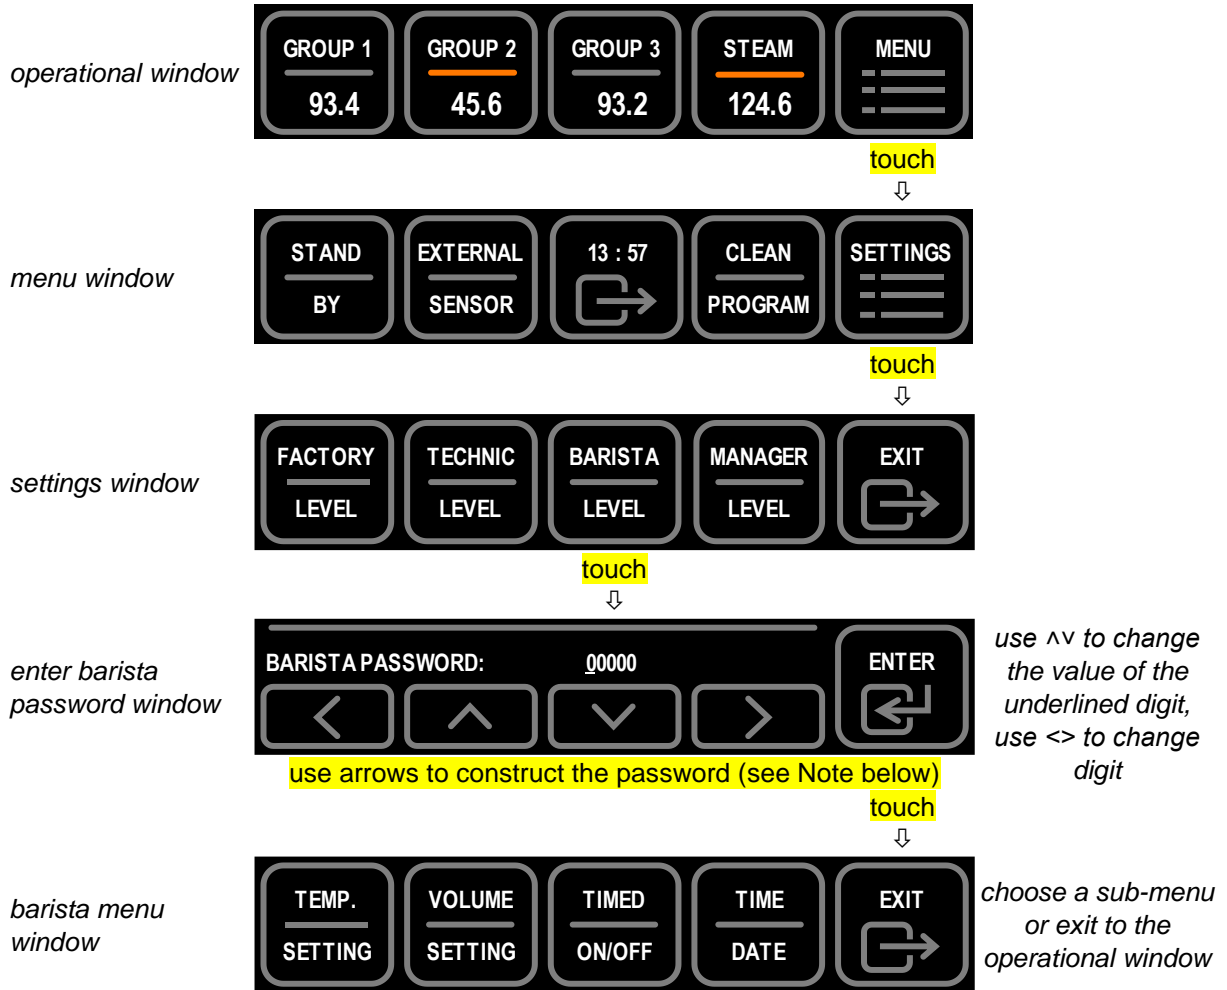 operational window
GROUP 1 GROUP 2 GROUP 3 STEAM MENU
93.4 45.6 93.2 124.6
touch
⇩
menu window
STAND EXTERNAL 13 : 57 CLEAN SETTINGS
BY SENSOR PROGRAM
touch
⇩
settings window
FACTORY TECHNIC BARISTA MANAGER EXIT
LEVEL LEVEL LEVEL LEVEL
touch
⇩
enter barista
password window
BARISTA PASSWORD: 00000 ENTER
use ˄˅ to change
the value of the
underlined digit,
use <> to change
digit
use arrows to construct the password (see Note below)
touch
⇩
barista menu
window
TEMP. VOLUME TIMED TIME EXIT
SETTING SETTING ON/OFF DATE
choose a sub-menu
or exit to the
operational window